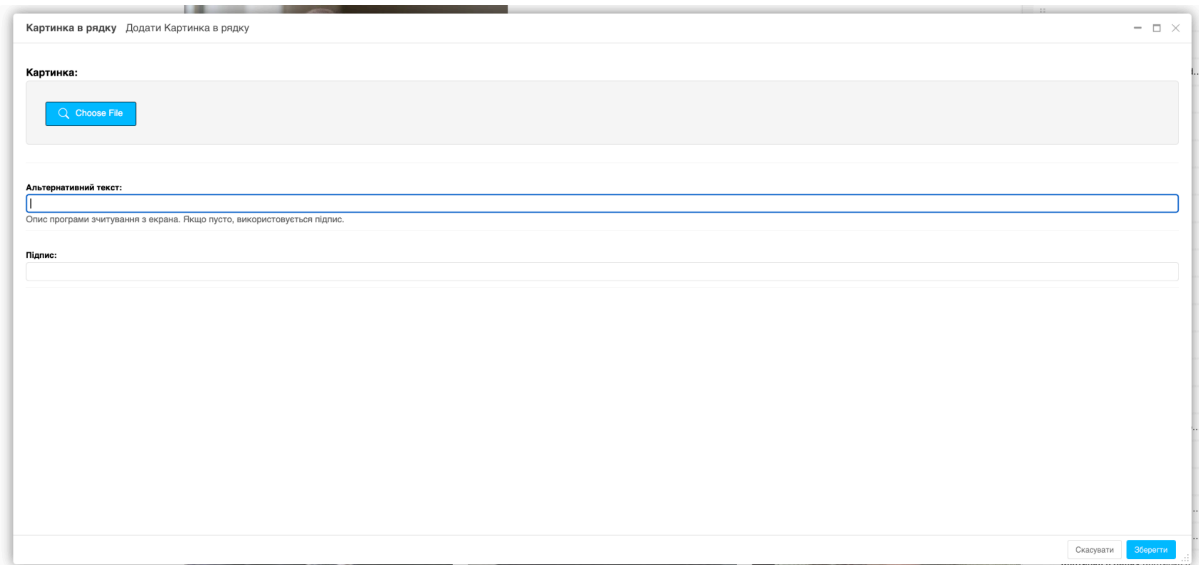 Картинка в рядку Додати Картинка в рядку
Картинка:
Choose File
Альтернативний текст:
Опис програми зчитування з екрана. Якщо пусто, використовується підпис.
Підпис:
Скасувати Зберегти